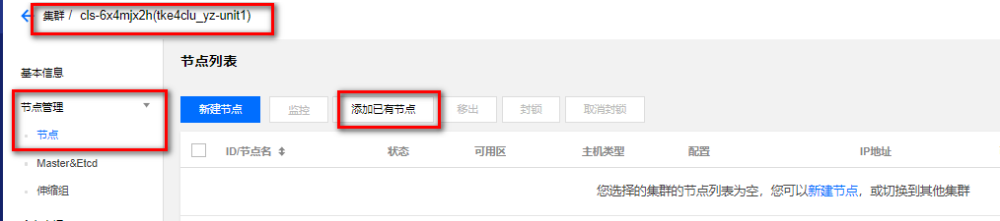 集群 / cls-6x4mjx2h(tke4clu_yz-unit1)
基本信息
节点管理
节点
Master&Etcd
伸缩组
节点列表
新建节点 监控 添加已有节点 移出 封锁 取消封锁
ID/节点名 状态 可用区 主机类型 配置 IP地址
您选择的集群的节点列表为空，您可以新建节点，或切换到其他集群